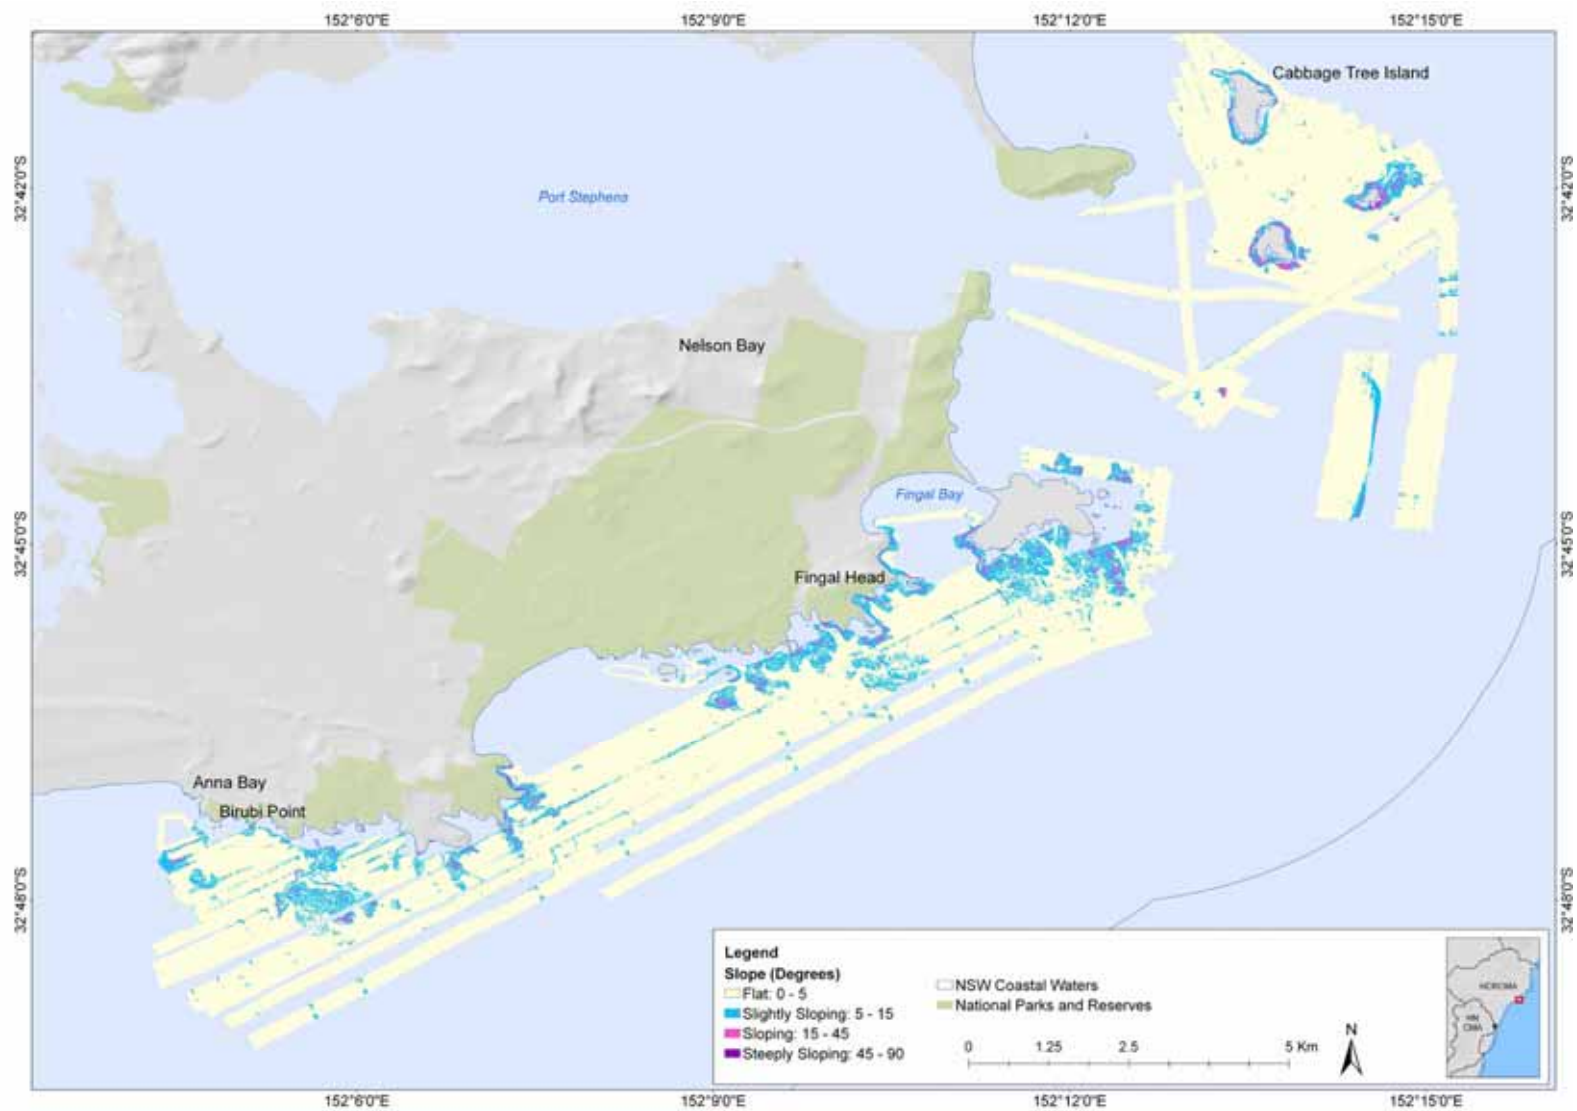 152°6'0"E 152°9'0"E 152°12'0"E 152°15'0"E
Cabbage Tree Island
32°42'0"S 32°42'0"S
Port Stephens
Nelson Bay
Fingal Bay
32°45'0"S 32°45'0"S
Fingal Head
Anna Bay
Birubi Point
32°48'0"S 32°48'0"S
Legend
Slope (Degrees)
Flat: 0 - 5
Slightly Sloping: 5 - 15
Sloping: 15 - 45
Steeply Sloping: 45 - 90
NSW Coastal Waters
National Parks and Reserves
N
0 1.25 2.5 5 Km
HN
CMA
152°6'0"E 152°9'0"E 152°12'0"E 152°15'0"E